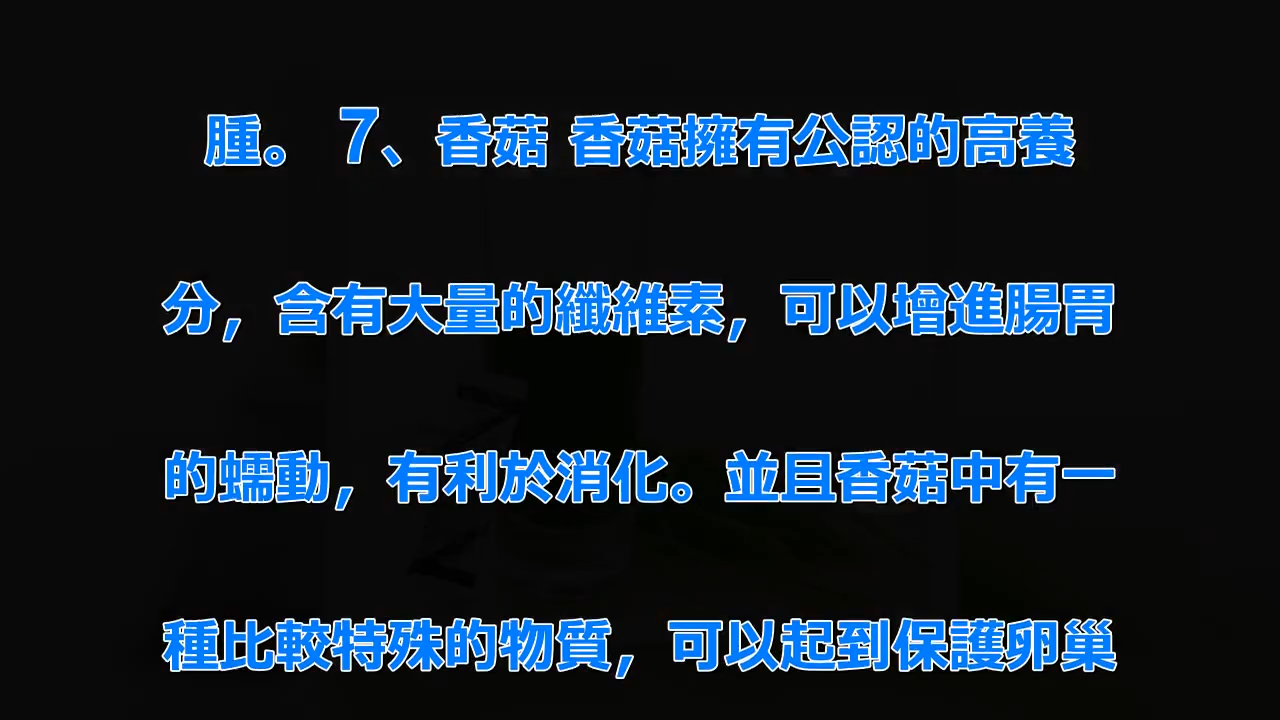 腫。 7、香菇 香菇擁有公認的高養
分，含有大量的纖維素，可以增進腸胃
的蠕動，有利於消化。並且香菇中有一
種比較特殊的物質，可以起到保護卵巢